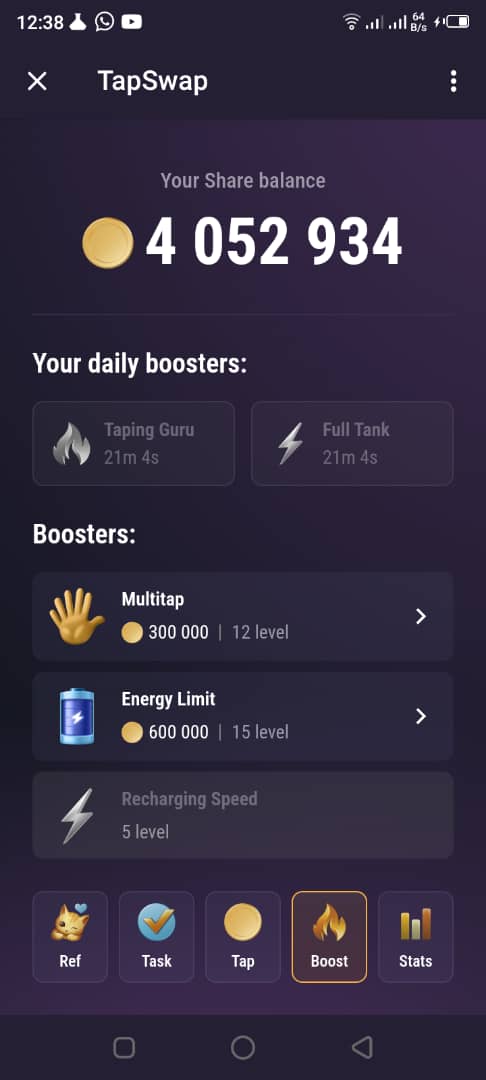 12:38
64
B/s
TapSwap
Your Share balance
4 052 934
Your daily boosters:
Taping Guru
21m 4s
Full Tank
21m 4s
Boosters:
Multitap
300 000 | 12 level
Energy Limit
600 000 | 15 level
Recharging Speed
5 level
Ref
Task
Tap
Boost
Stats